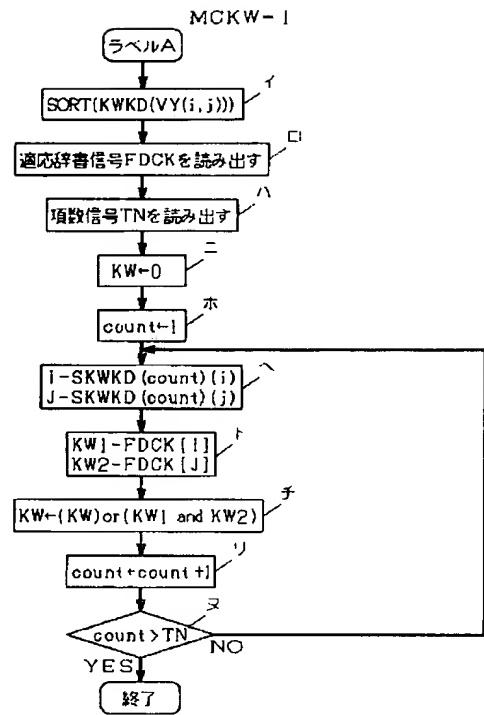 MCKW-1
ラベルA
イ
SORT(KWKD(VY(i,j)))
ロ
適応辞書信号FDCKを読み出す
ハ
項数信号TNを読み出す
ニ
KW←0
ホ
count←1
ヘ
i-SKWKD(count)(i)
J-SKWKD(count)(j)
ト
KW1-FDCK[I]
KW2-FDCK[J]
チ
KW←(KW)or(KW1 and KW2)
リ
count←count+1
ヌ
count>TN
NO
YES
終了